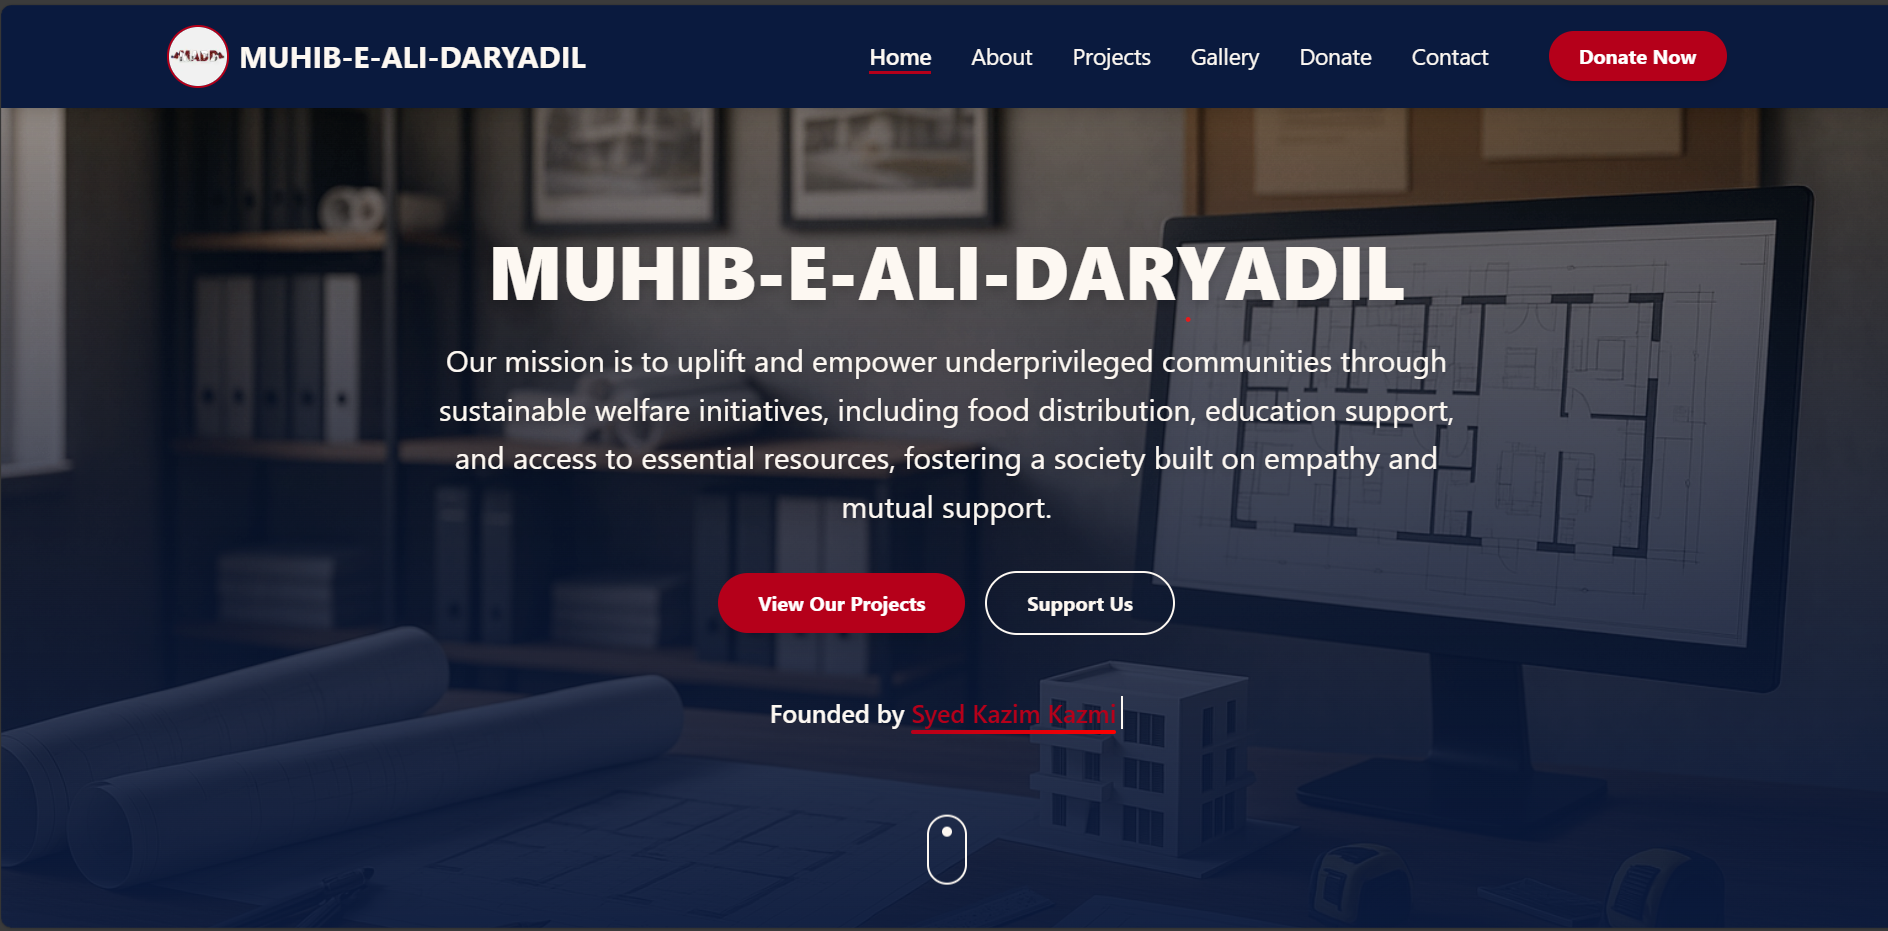 MUHIB-E-ALI-DARYADIL
Home
About
Projects
Gallery
Donate
Contact
Donate Now
MUHIB-E-ALI-DARYADIL
Our mission is to uplift and empower underprivileged communities through
sustainable welfare initiatives, including food distribution, education support,
and access to essential resources, fostering a society built on empathy and
mutual support.
View Our Projects
Support Us
Founded by Syed Kazim Kazmi